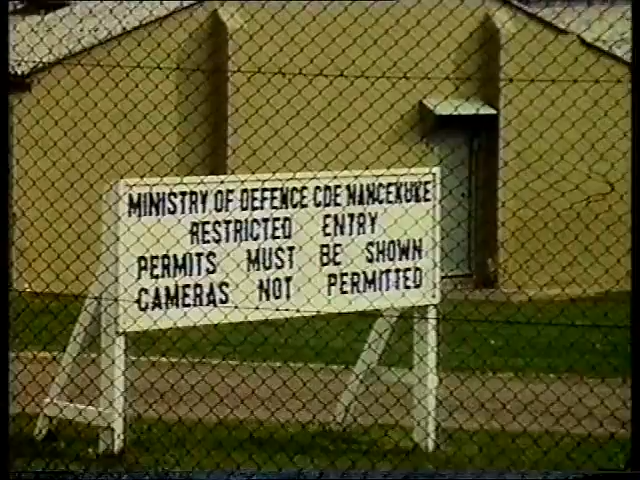 MINISTRY OF DEFENCE CDE NANCEKUKE
RESTRICTED ENTRY
PERMITS MUST BE SHOWN
CAMERAS NOT PERMITTED